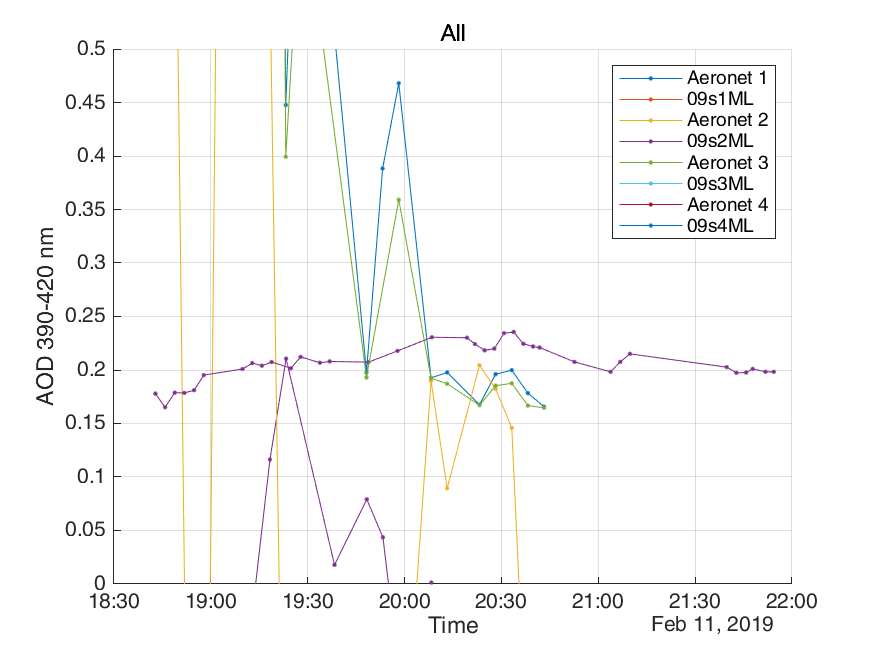 All
0.5
0.45
0.4
0.35
0.3
0.25
0.2
0.15
0.1
0.05
0
AOD 390-420 nm
Aeronet 1
09s1ML
Aeronet 2
09s2ML
Aeronet 3
09s3ML
Aeronet 4
09s4ML
18:30 19:00 19:30 20:00 20:30 21:00 21:30 22:00
Time
Feb 11, 2019